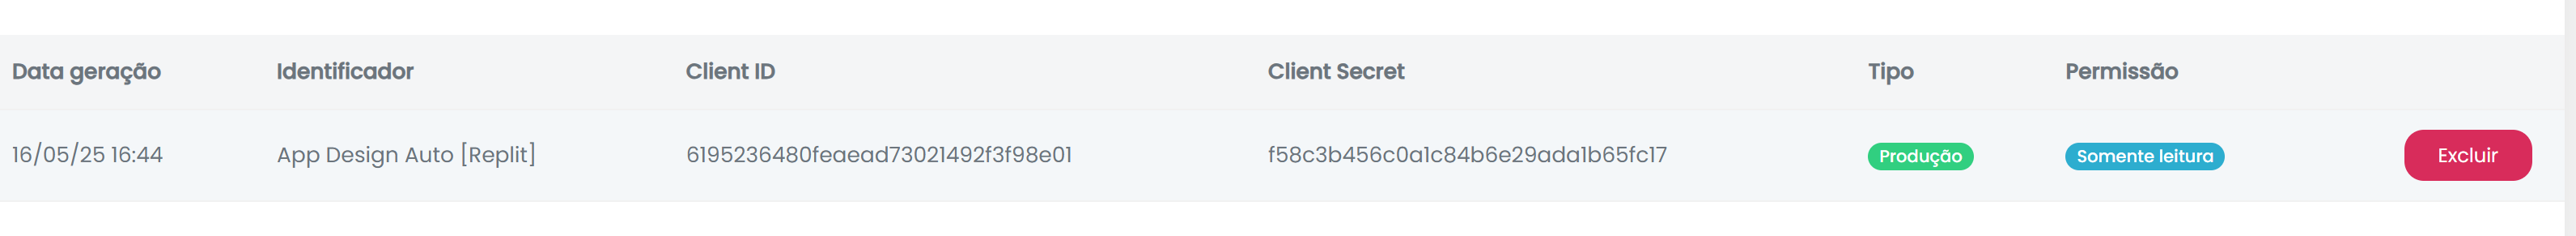 Data geração Identificador Client ID Client Secret Tipo Permissão
16/05/25 16:44 App Design Auto [Replit] 6195236480feaead73021492f3f98e01 f58c3b456c0a1c84b6e29ada1b65fc17 Produção Somente leitura Excluir